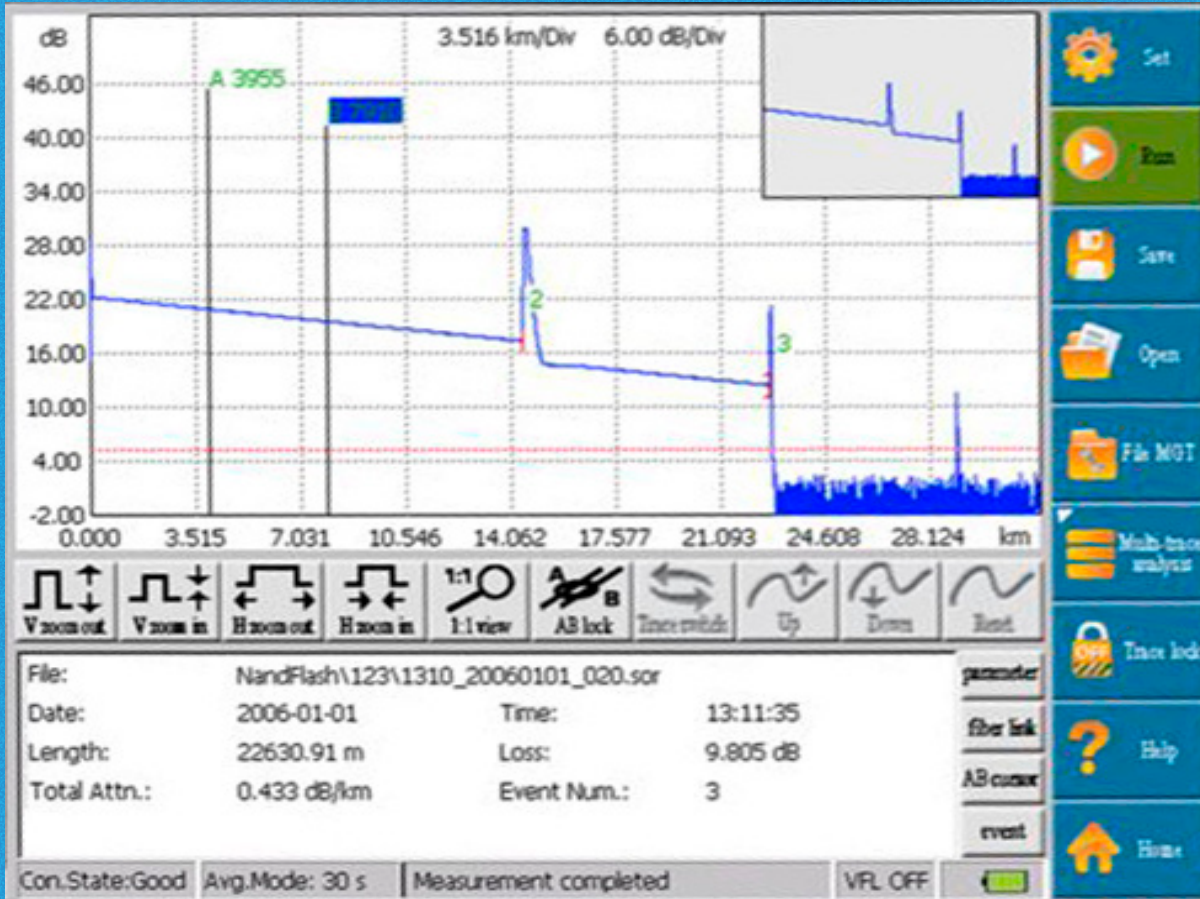 dB 3.516 km/Div 6.00 dB/Div
A 3955
46.00
40.00
34.00
28.00
22.00
16.00
10.00
4.00
-2.00
2
3
0.000 3.515 7.031 10.546 14.062 17.577 21.093 24.608 28.124 km
V zoom out V zoom in H zoom out H zoom in 1:1 1:1 view A B AB lock Trace switch Up Down Reset
File: NandFlash\123\1310_20060101_020.sor
Date: 2006-01-01 Time: 13:11:35
Length: 22630.91 m Loss: 9.805 dB
Total Attn.: 0.433 dB/km Event Num.: 3
parameter
fiber link
AB cursor
event
Con.State:Good Avg.Mode: 30 s Measurement completed VFL OFF
Set
Run
Save
Open
File MGT
Multi-trace
analysis
OFF Trace lock
Help
Home